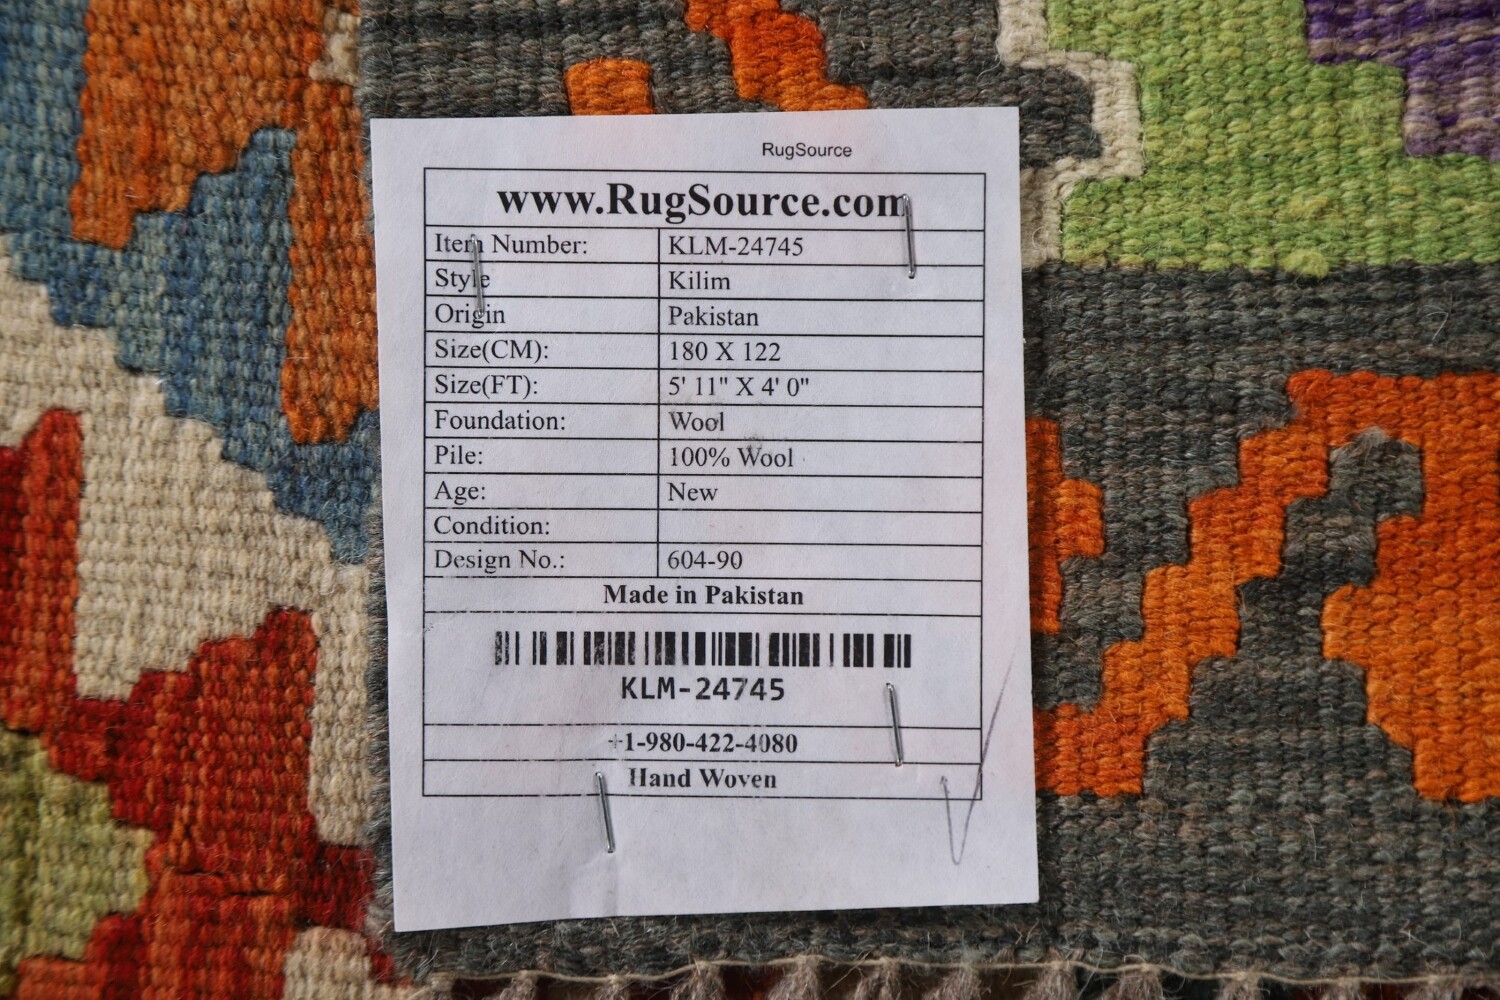 RugSource
www.RugSource.com
Item Number: KLM-24745
Style Kilim
Origin Pakistan
Size(CM): 180 X 122
Size(FT): 5' 11" X 4' 0"
Foundation: Wool
Pile: 100% Wool
Age: New
Condition:
Design No.: 604-90
Made in Pakistan
KLM-24745
+1-980-422-4080
Hand Woven